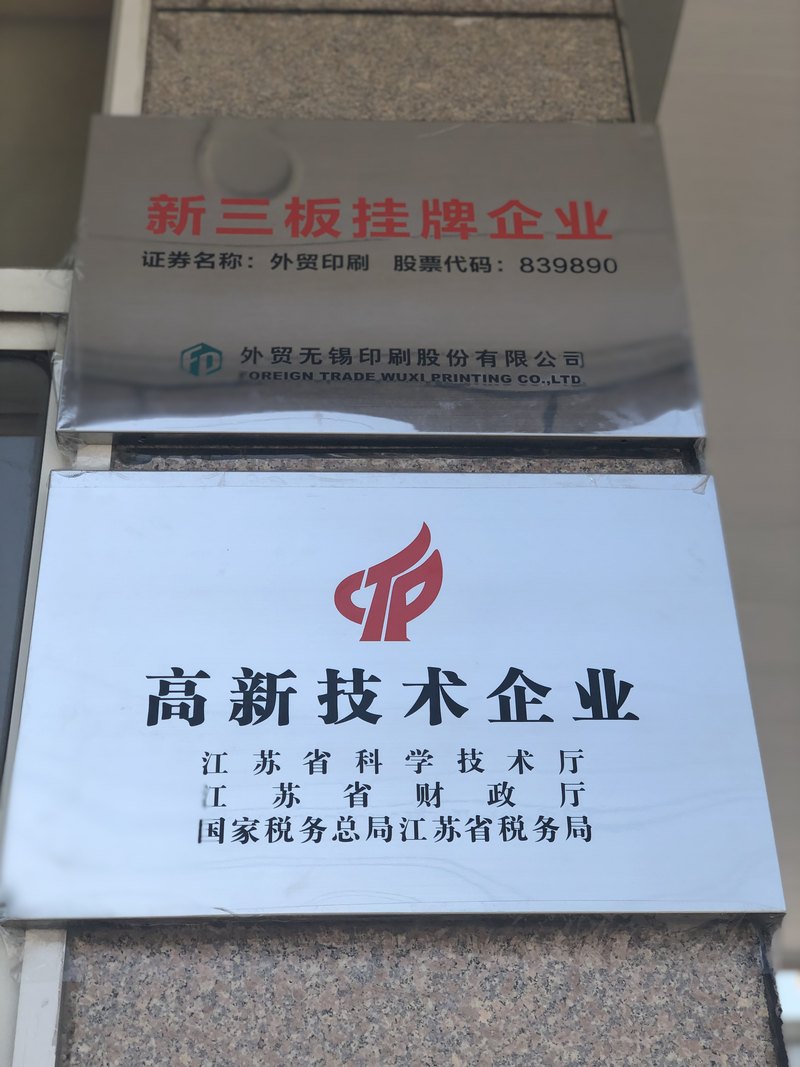 新三板挂牌企业
证券名称：外贸印刷 股票代码：839890
FD 外贸无锡印刷股份有限公司
FOREIGN TRADE WUXI PRINTING CO.,LTD
CTP
高新技术企业
江苏省科学技术厅
江苏省财政厅
国家税务总局江苏省税务局